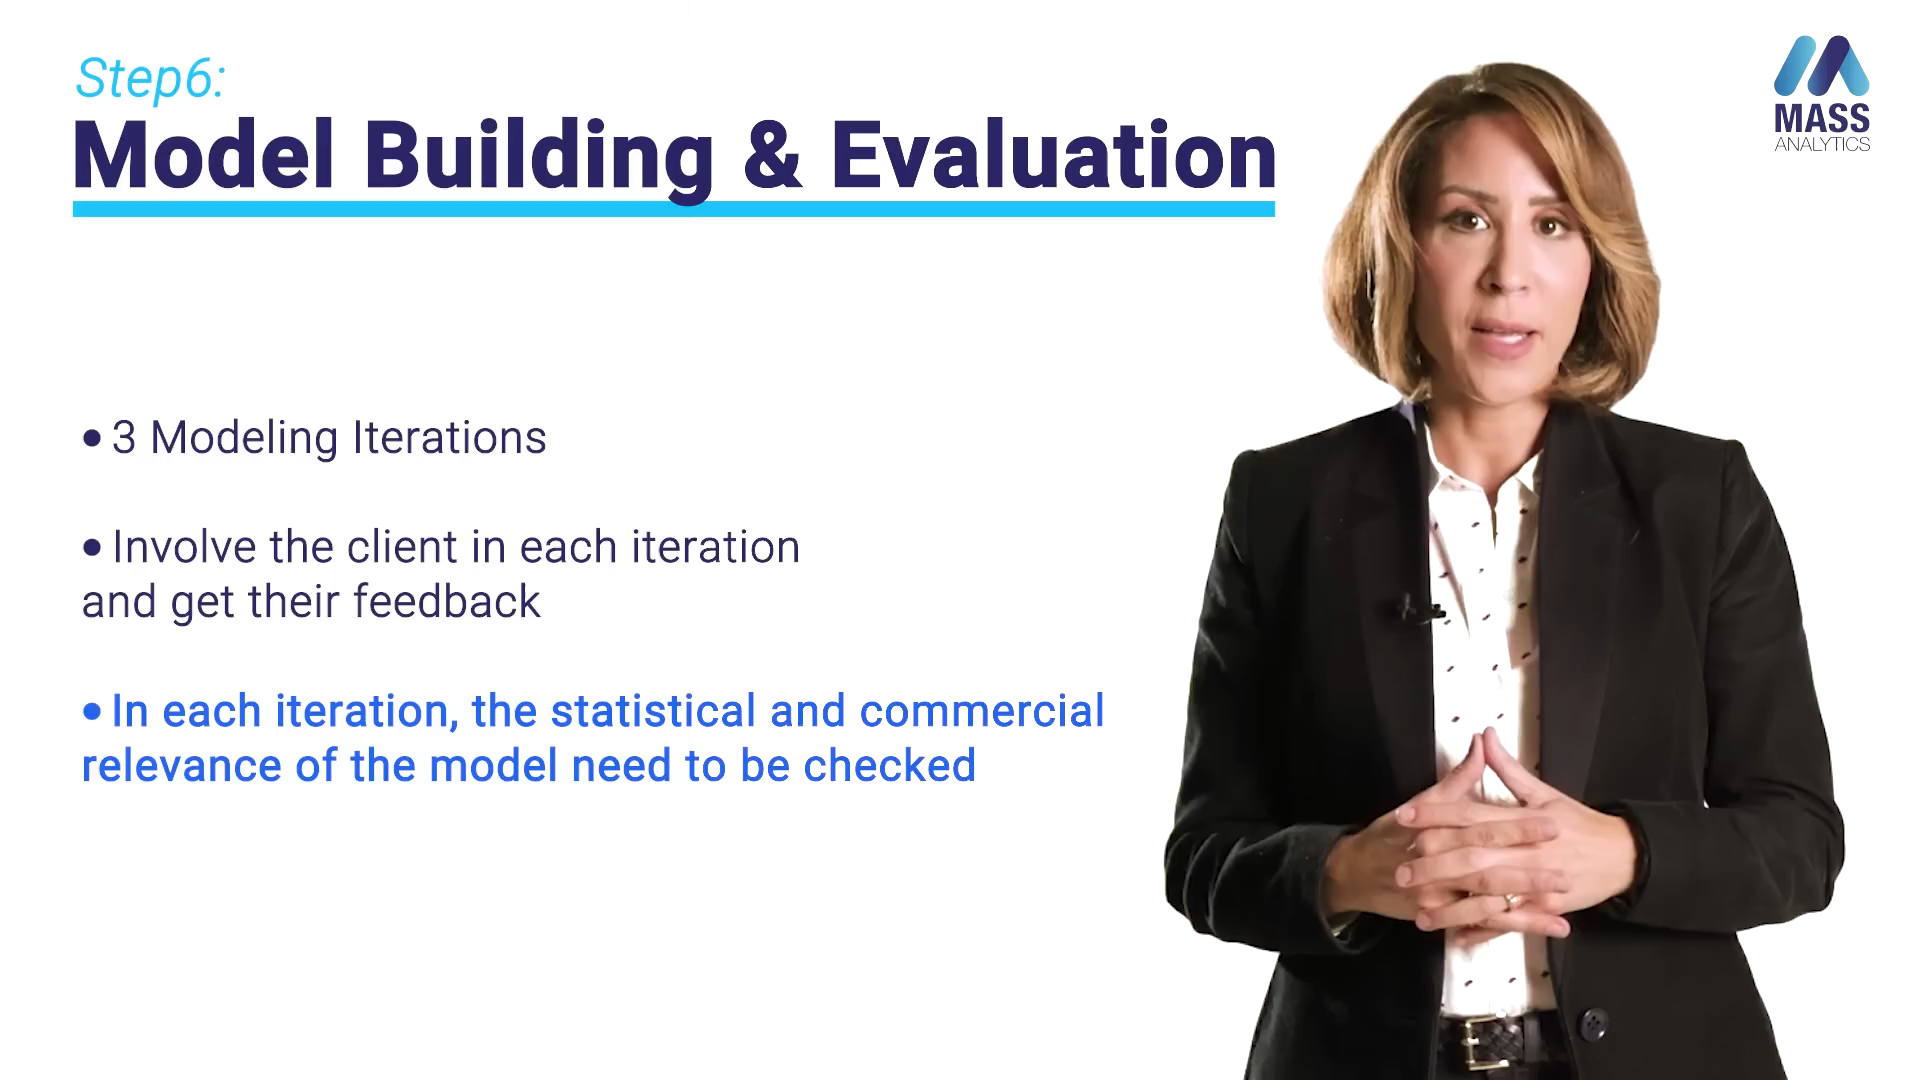 Step6:
Model Building & Evaluation
MASS
ANALYTICS
• 3 Modeling Iterations
• Involve the client in each iteration
and get their feedback
• In each iteration, the statistical and commercial
relevance of the model need to be checked